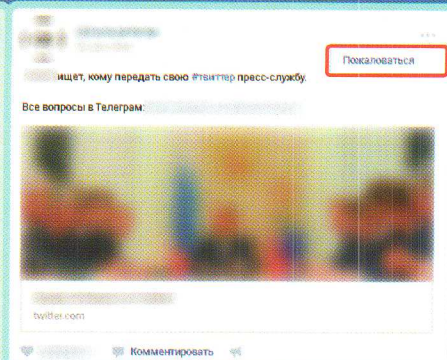 Пожаловаться
ищет, кому передать свою #твиттер пресс-службу.
Все вопросы в Телеграм:
twitter.com
Комментировать